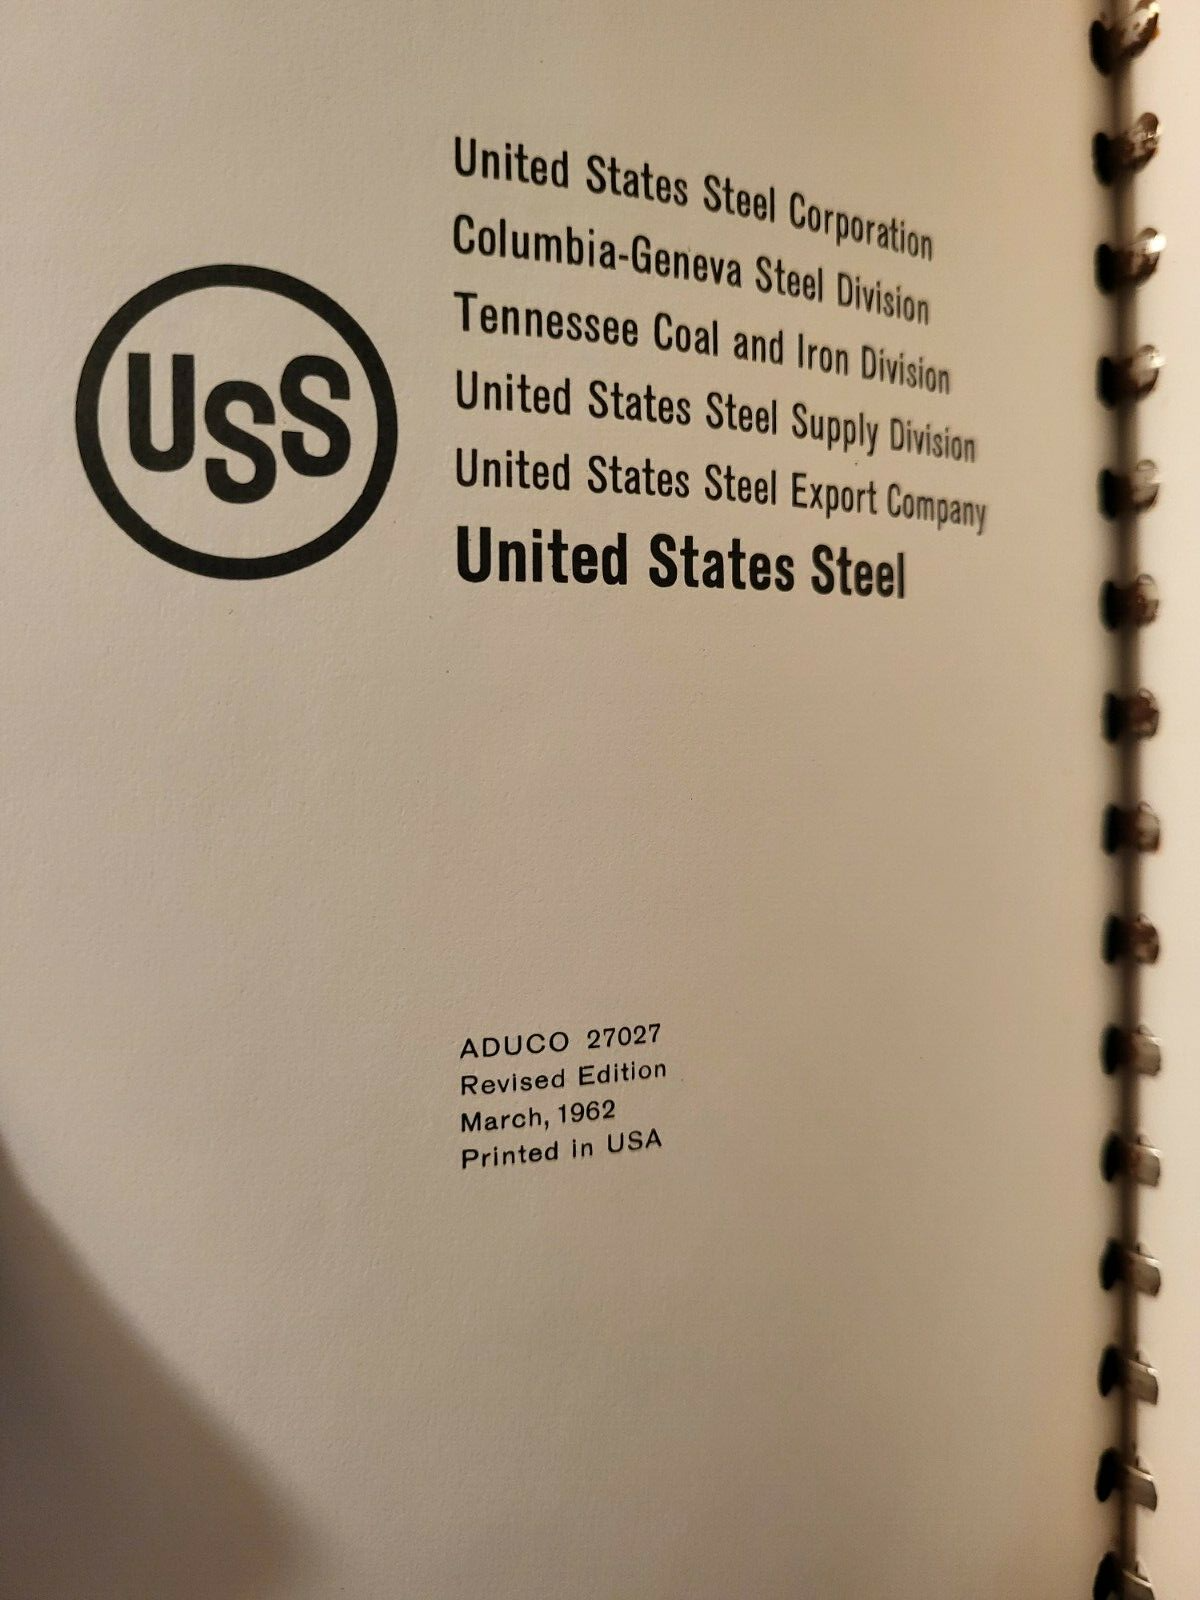 USS
United States Steel Corporation
Columbia-Geneva Steel Division
Tennessee Coal and Iron Division
United States Steel Supply Division
United States Steel Export Company
United States Steel
ADUCO 27027
Revised Edition
March, 1962
Printed in USA